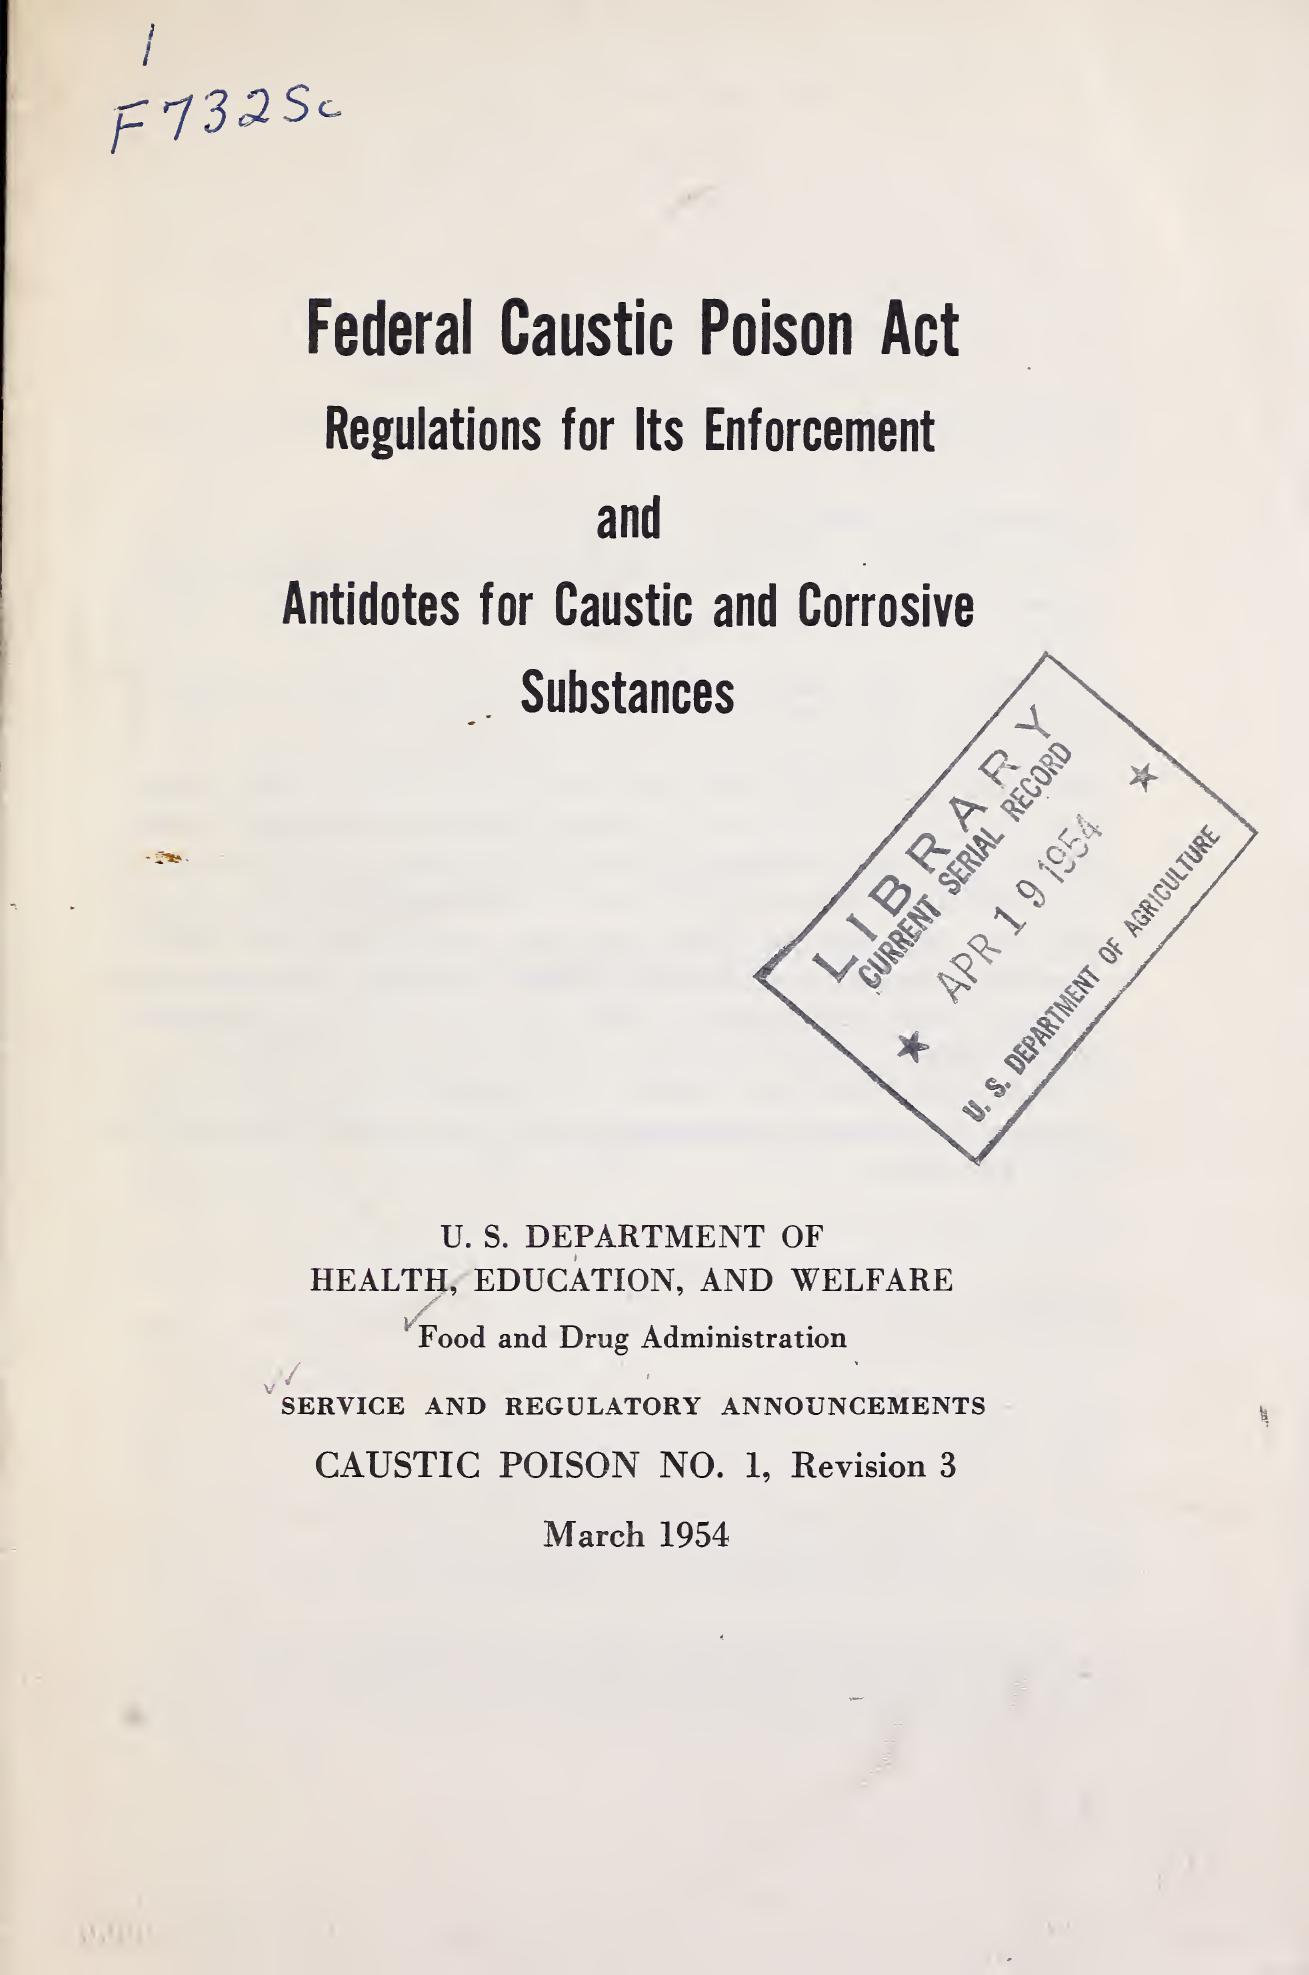 1
F732Sc
Federal Caustic Poison Act
Regulations for Its Enforcement
and
Antidotes for Caustic and Corrosive
Substances
LIBRARY
CURRENT SERIAL RECORD
★ APR 19 1954 ★
U. S. DEPARTMENT OF AGRICULTURE
U. S. DEPARTMENT OF
HEALTH, EDUCATION, AND WELFARE
Food and Drug Administration
SERVICE AND REGULATORY ANNOUNCEMENTS
CAUSTIC POISON NO. 1, Revision 3
March 1954